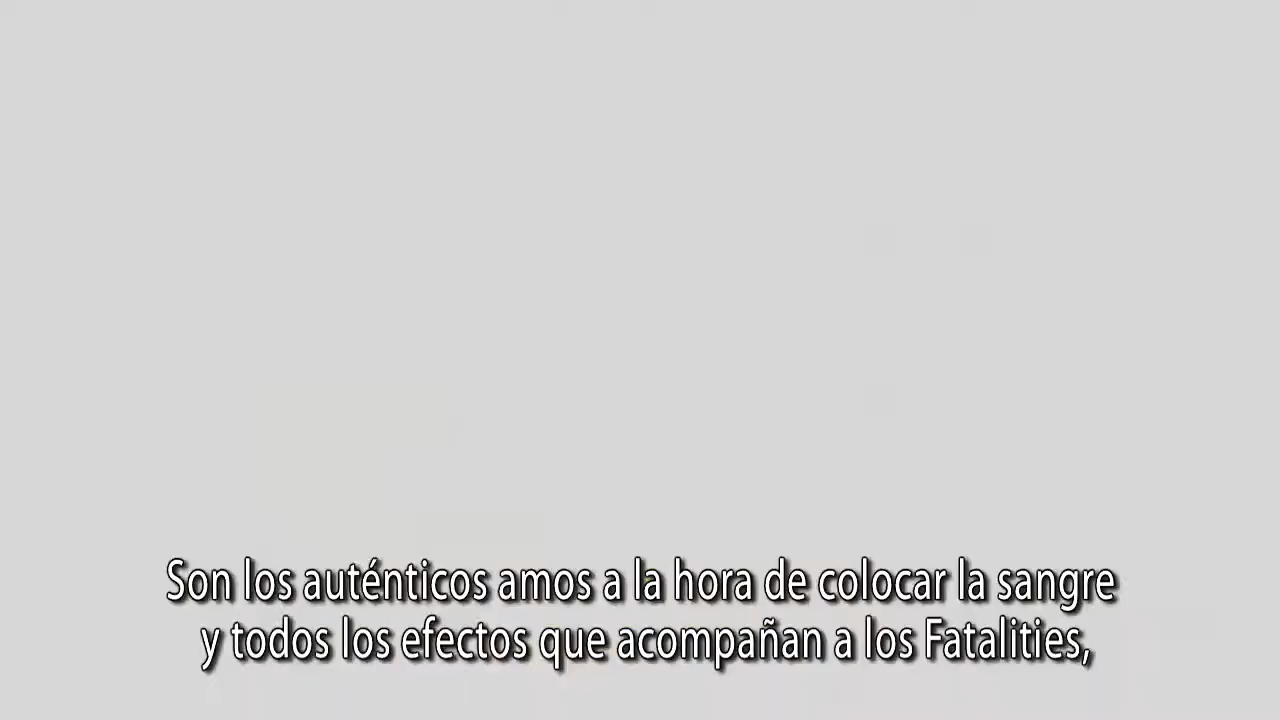 Son los auténticos amos a la hora de colocar la sangre
y todos los efectos que acompañan a los Fatalities,